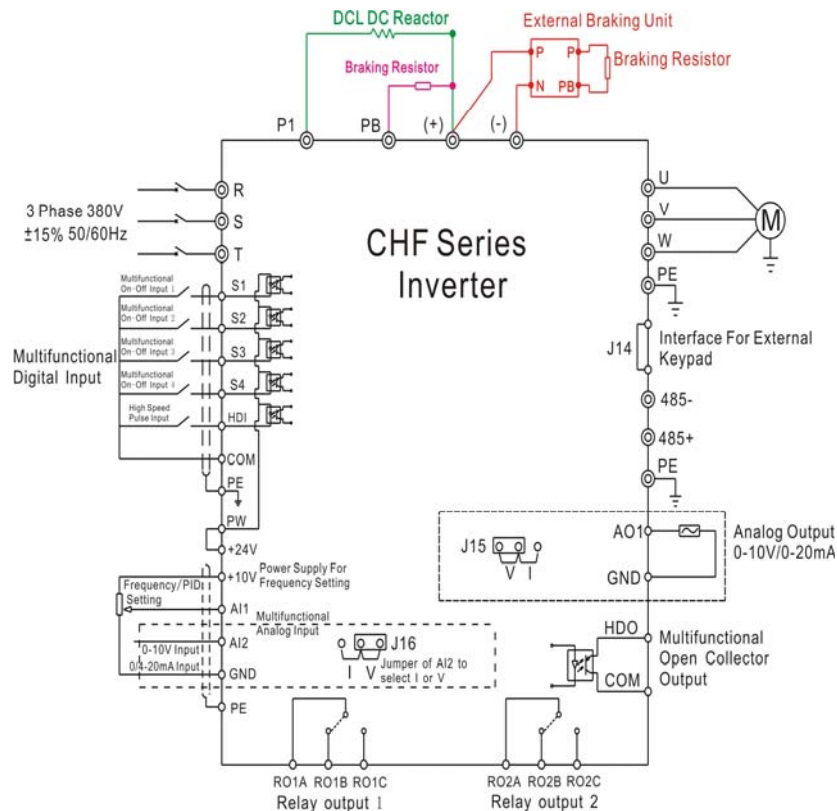 DCL DC Reactor
External Braking Unit
P
P
N
PB
Braking Resistor
Braking Resistor
P1
PB
(+)
(-)
R
3 Phase 380V
±15% 50/60Hz
S
T
CHF Series
Inverter
U
V
W
M
PE
Multifunctional
On-Off Input 1
S1
Multifunctional
On-Off Input 2
S2
Multifunctional
On-Off Input 3
S3
Multifunctional
On-Off Input 4
S4
High Speed
Pulse Input
HDI
Multifunctional
Digital Input
COM
PE
PW
+24V
J14
Interface For External
Keypad
485-
485+
PE
+10V
Power Supply For
Frequency Setting
Frequency/PID
Setting
AI1
Multifunctional
Analog Input
AI2
0-10V Input
0/4-20mA Input
GND
PE
J16
I
V
Jumper of AI2 to
select I or V
J15
V
I
AO1
GND
Analog Output
0-10V/0-20mA
HDO
COM
Multifunctional
Open Collector
Output
RO1A
RO1B
RO1C
Relay output 1
RO2A
RO2B
RO2C
Relay output 2